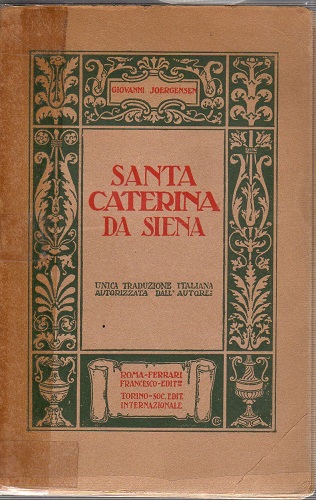 GIOVANNI JOERGENSEN
SANTA
CATERINA
DA SIENA
UNICA TRADUZIONE ITALIANA
AUTORIZZATA DALL' AUTORE:
ROMA-FERRARI
FRANCESCO-EDIT.RE
TORINO-SOC. EDIT.
INTERNAZIONALE